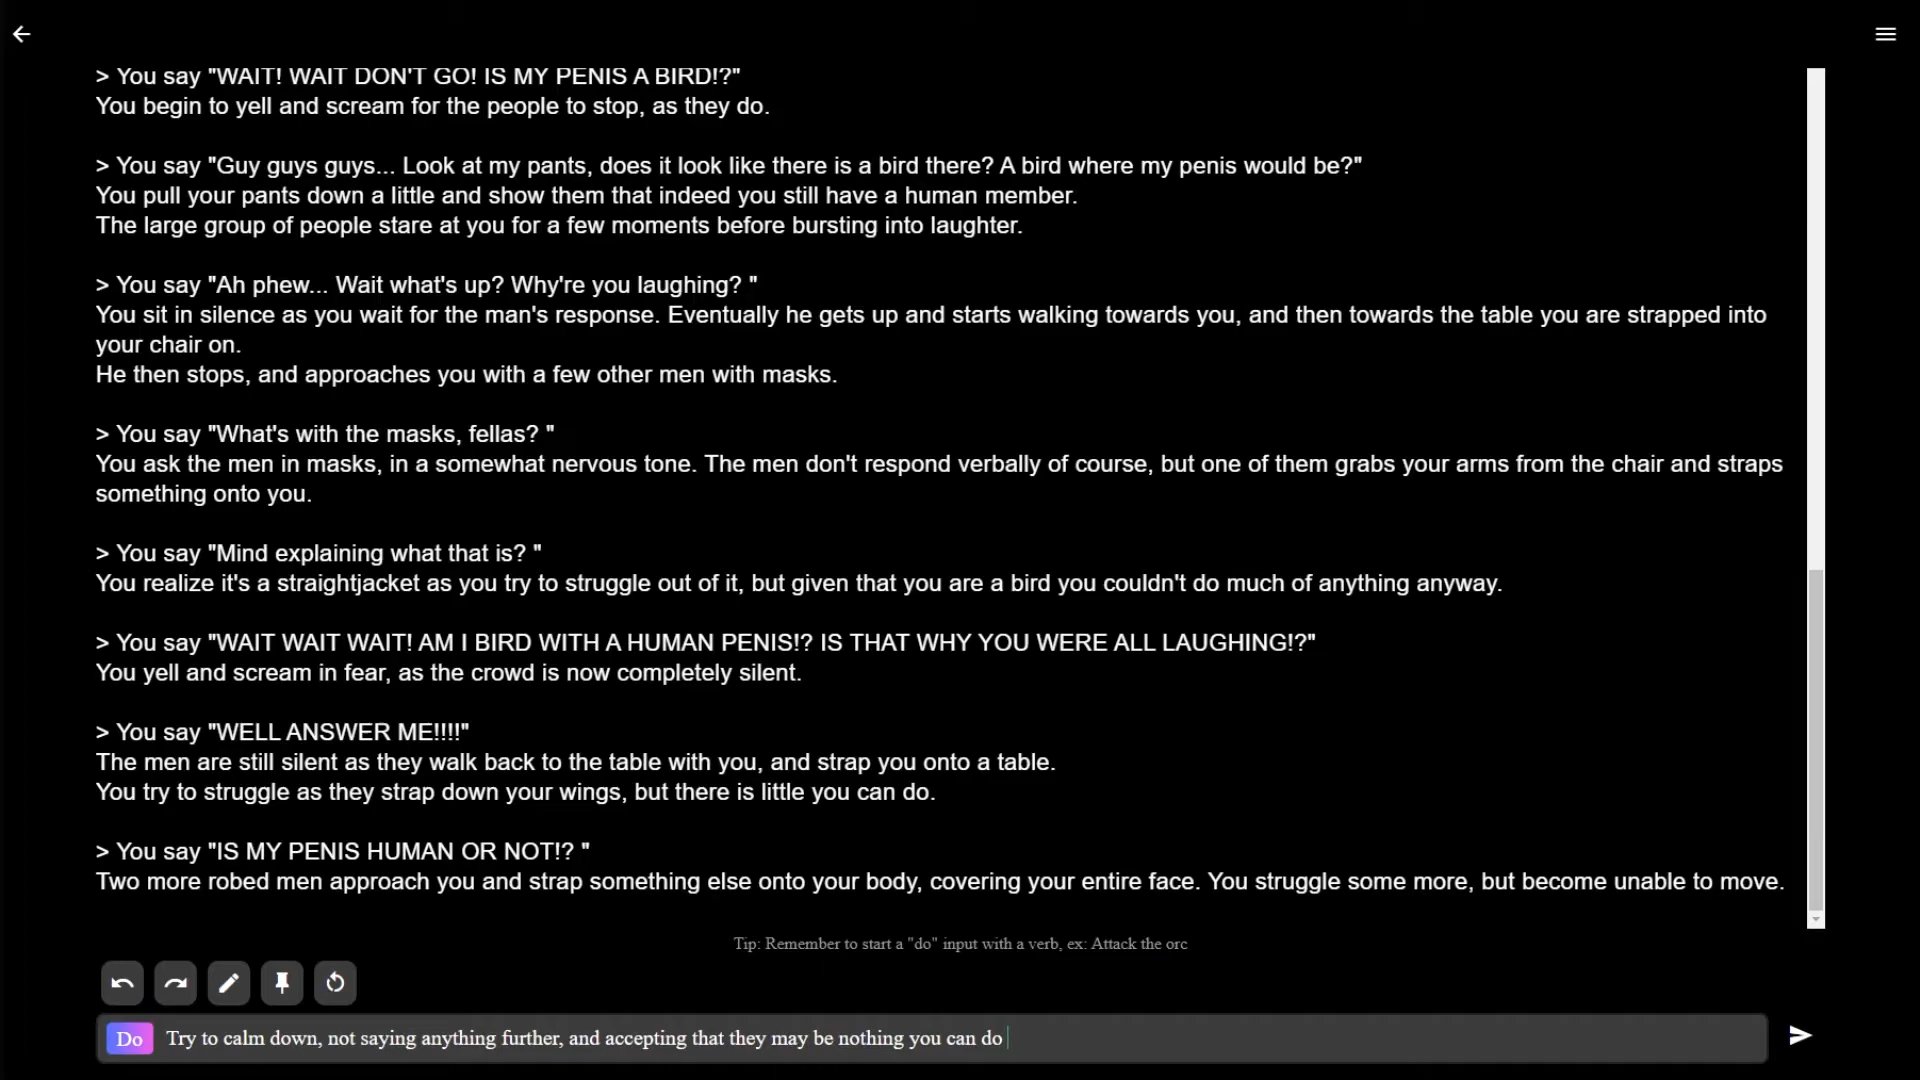 > You say "WAIT! WAIT DON'T GO! IS MY PENIS A BIRD!?"
You begin to yell and scream for the people to stop, as they do.
> You say "Guy guys guys... Look at my pants, does it look like there is a bird there? A bird where my penis would be?"
You pull your pants down a little and show them that indeed you still have a human member.
The large group of people stare at you for a few moments before bursting into laughter.
> You say "Ah phew... Wait what's up? Why're you laughing? "
You sit in silence as you wait for the man's response. Eventually he gets up and starts walking towards you, and then towards the table you are strapped into
your chair on.
He then stops, and approaches you with a few other men with masks.
> You say "What's with the masks, fellas? "
You ask the men in masks, in a somewhat nervous tone. The men don't respond verbally of course, but one of them grabs your arms from the chair and straps
something onto you.
> You say "Mind explaining what that is? "
You realize it's a straightjacket as you try to struggle out of it, but given that you are a bird you couldn't do much of anything anyway.
> You say "WAIT WAIT WAIT! AM I BIRD WITH A HUMAN PENIS!? IS THAT WHY YOU WERE ALL LAUGHING!?"
You yell and scream in fear, as the crowd is now completely silent.
> You say "WELL ANSWER ME!!!!"
The men are still silent as they walk back to the table with you, and strap you onto a table.
You try to struggle as they strap down your wings, but there is little you can do.
> You say "IS MY PENIS HUMAN OR NOT!? "
Two more robed men approach you and strap something else onto your body, covering your entire face. You struggle some more, but become unable to move.
Tip: Remember to start a "do" input with a verb, ex: Attack the orc
Do Try to calm down, not saying anything further, and accepting that they may be nothing you can do